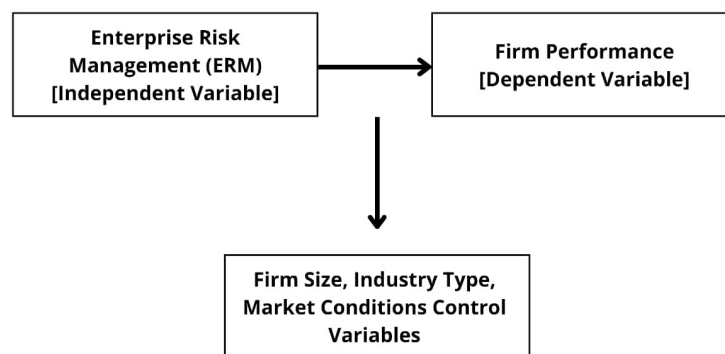 Enterprise Risk
Management (ERM)
[Independent Variable]
Firm Performance
[Dependent Variable]
Firm Size, Industry Type,
Market Conditions Control
Variables